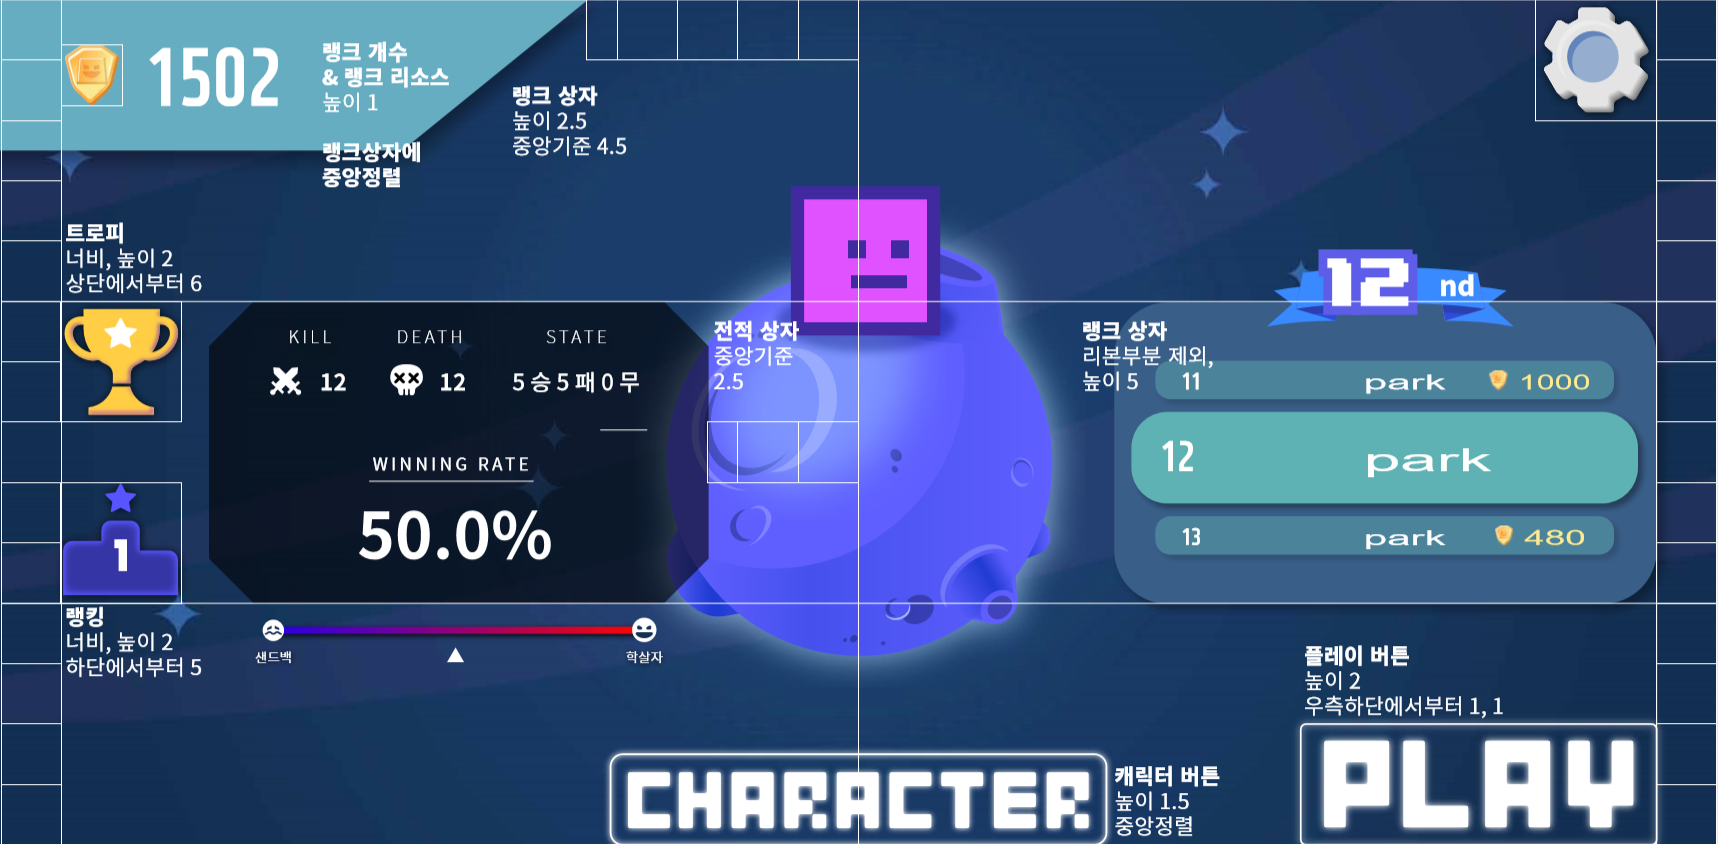 1502
랭크 개수
& 랭크 리소스
높이 1
랭크상자에
중앙정렬
랭크 상자
높이 2.5
중앙기준 4.5
트로피
너비, 높이 2
상단에서부터 6
KILL
DEATH
STATE
12
12
5 승 5 패 0 무
WINNING RATE
50.0%
전적 상자
중앙기준
2.5
1
랭킹
너비, 높이 2
하단에서부터 5
샌드백
학살자
12 nd
랭크 상자
리본부분 제외,
높이 5
11 park 1000
12 park
13 park 480
플레이 버튼
높이 2
우측하단에서부터 1, 1
CHARACTER
캐릭터 버튼
높이 1.5
중앙정렬
PLAY